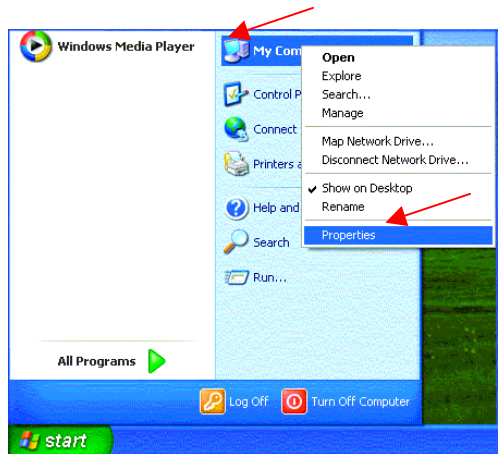 Windows Media Player
My Com
Control P
Connect
Printers a
Help and
Search
Run...
Open
Explore
Search...
Manage
Map Network Drive...
Disconnect Network Drive...
Show on Desktop
Rename
Properties
All Programs
Log Off
Turn Off Computer
start